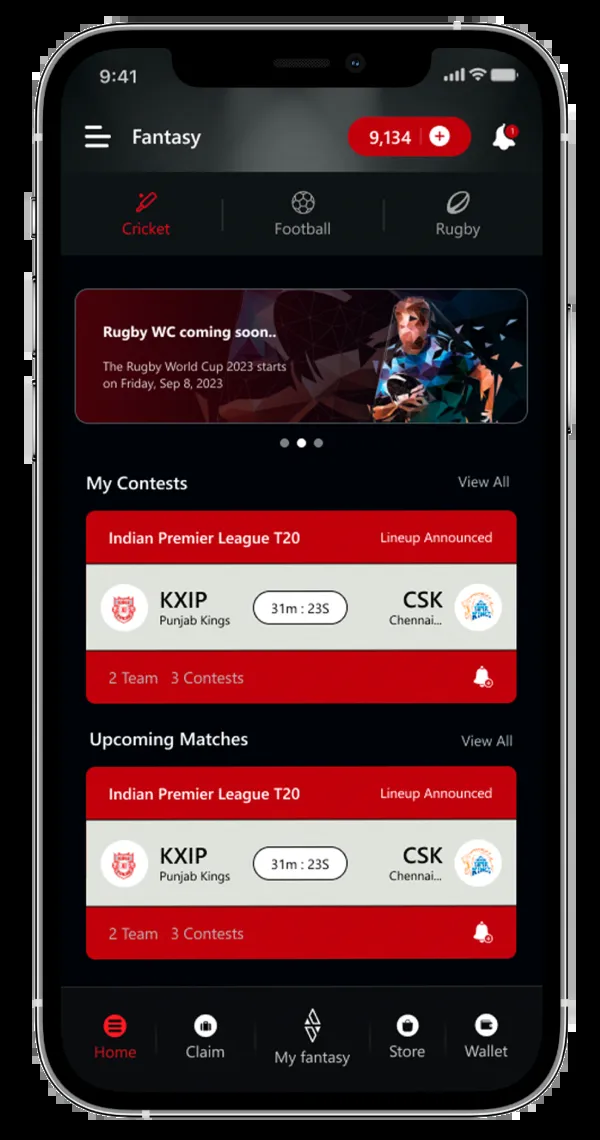 9:41
Fantasy
9,134
1
Cricket
Football
Rugby
Rugby WC coming soon..
The Rugby World Cup 2023 starts
on Friday, Sep 8, 2023
My Contests
View All
Indian Premier League T20
Lineup Announced
KXIP
Punjab Kings
31m : 23S
CSK
Chennai...
2 Team 3 Contests
Upcoming Matches
View All
Indian Premier League T20
Lineup Announced
KXIP
Punjab Kings
31m : 23S
CSK
Chennai...
2 Team 3 Contests
Home
Claim
My fantasy
Store
Wallet